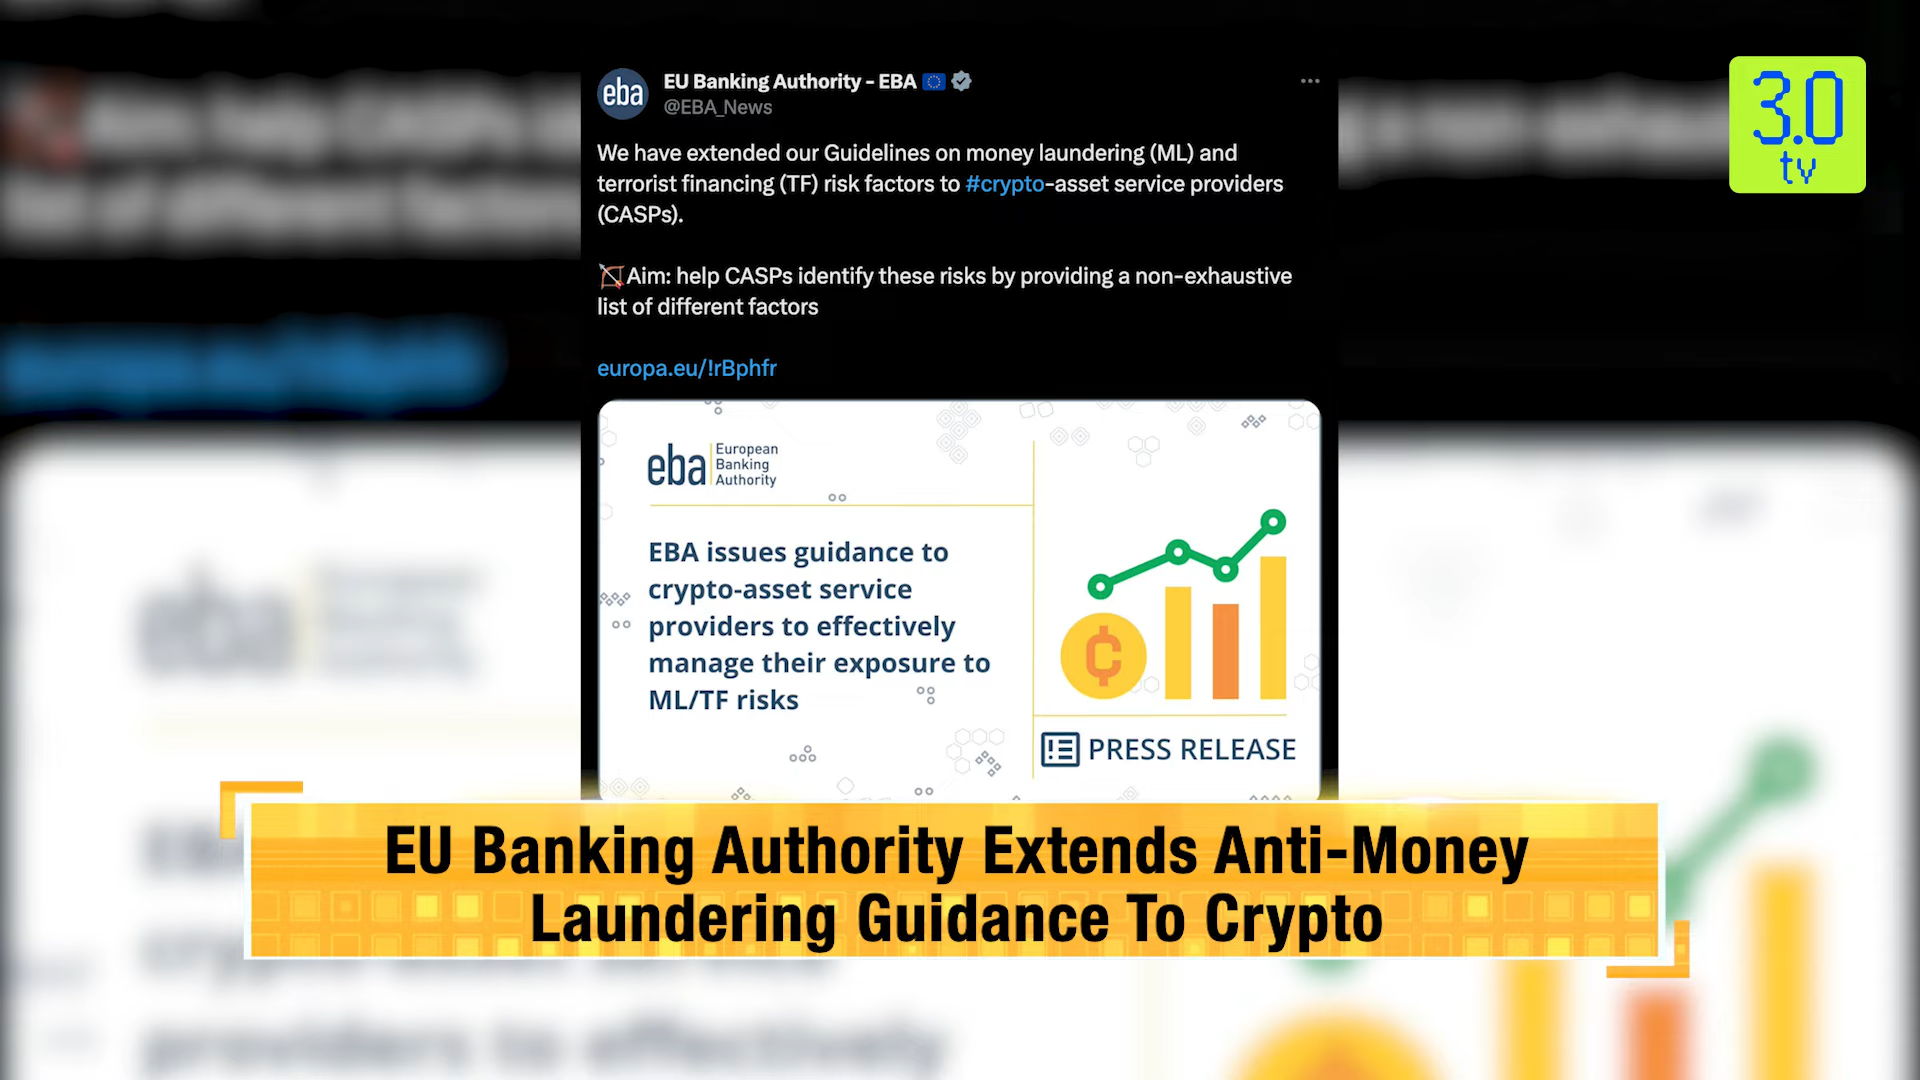 eba
EU Banking Authority - EBA
@EBA_News
We have extended our Guidelines on money laundering (ML) and
terrorist financing (TF) risk factors to #crypto-asset service providers
(CASPs).
Aim: help CASPs identify these risks by providing a non-exhaustive
list of different factors
europa.eu/!rBphfr
eba
European
Banking
Authority
EBA issues guidance to
crypto-asset service
providers to effectively
manage their exposure to
ML/TF risks
PRESS RELEASE
3.0
tv
EU Banking Authority Extends Anti-Money
Laundering Guidance To Crypto